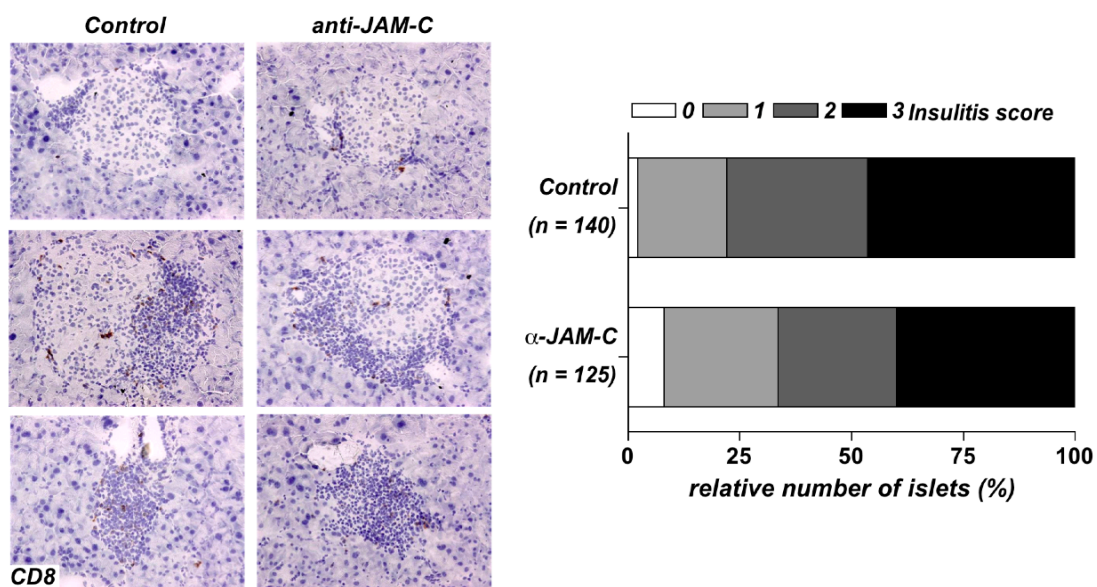 Control
anti-JAM-C
CD8
0 1 2 3 Insulitis score
Control
(n = 140)
α-JAM-C
(n = 125)
0 25 50 75 100
relative number of islets (%)